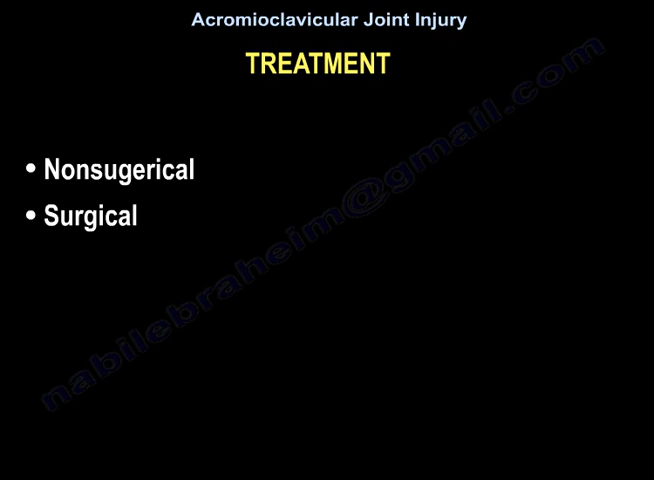 Acromioclavicular Joint Injury
TREATMENT
• Nonsugerical
• Surgical
nabilebraheim@gmail.com